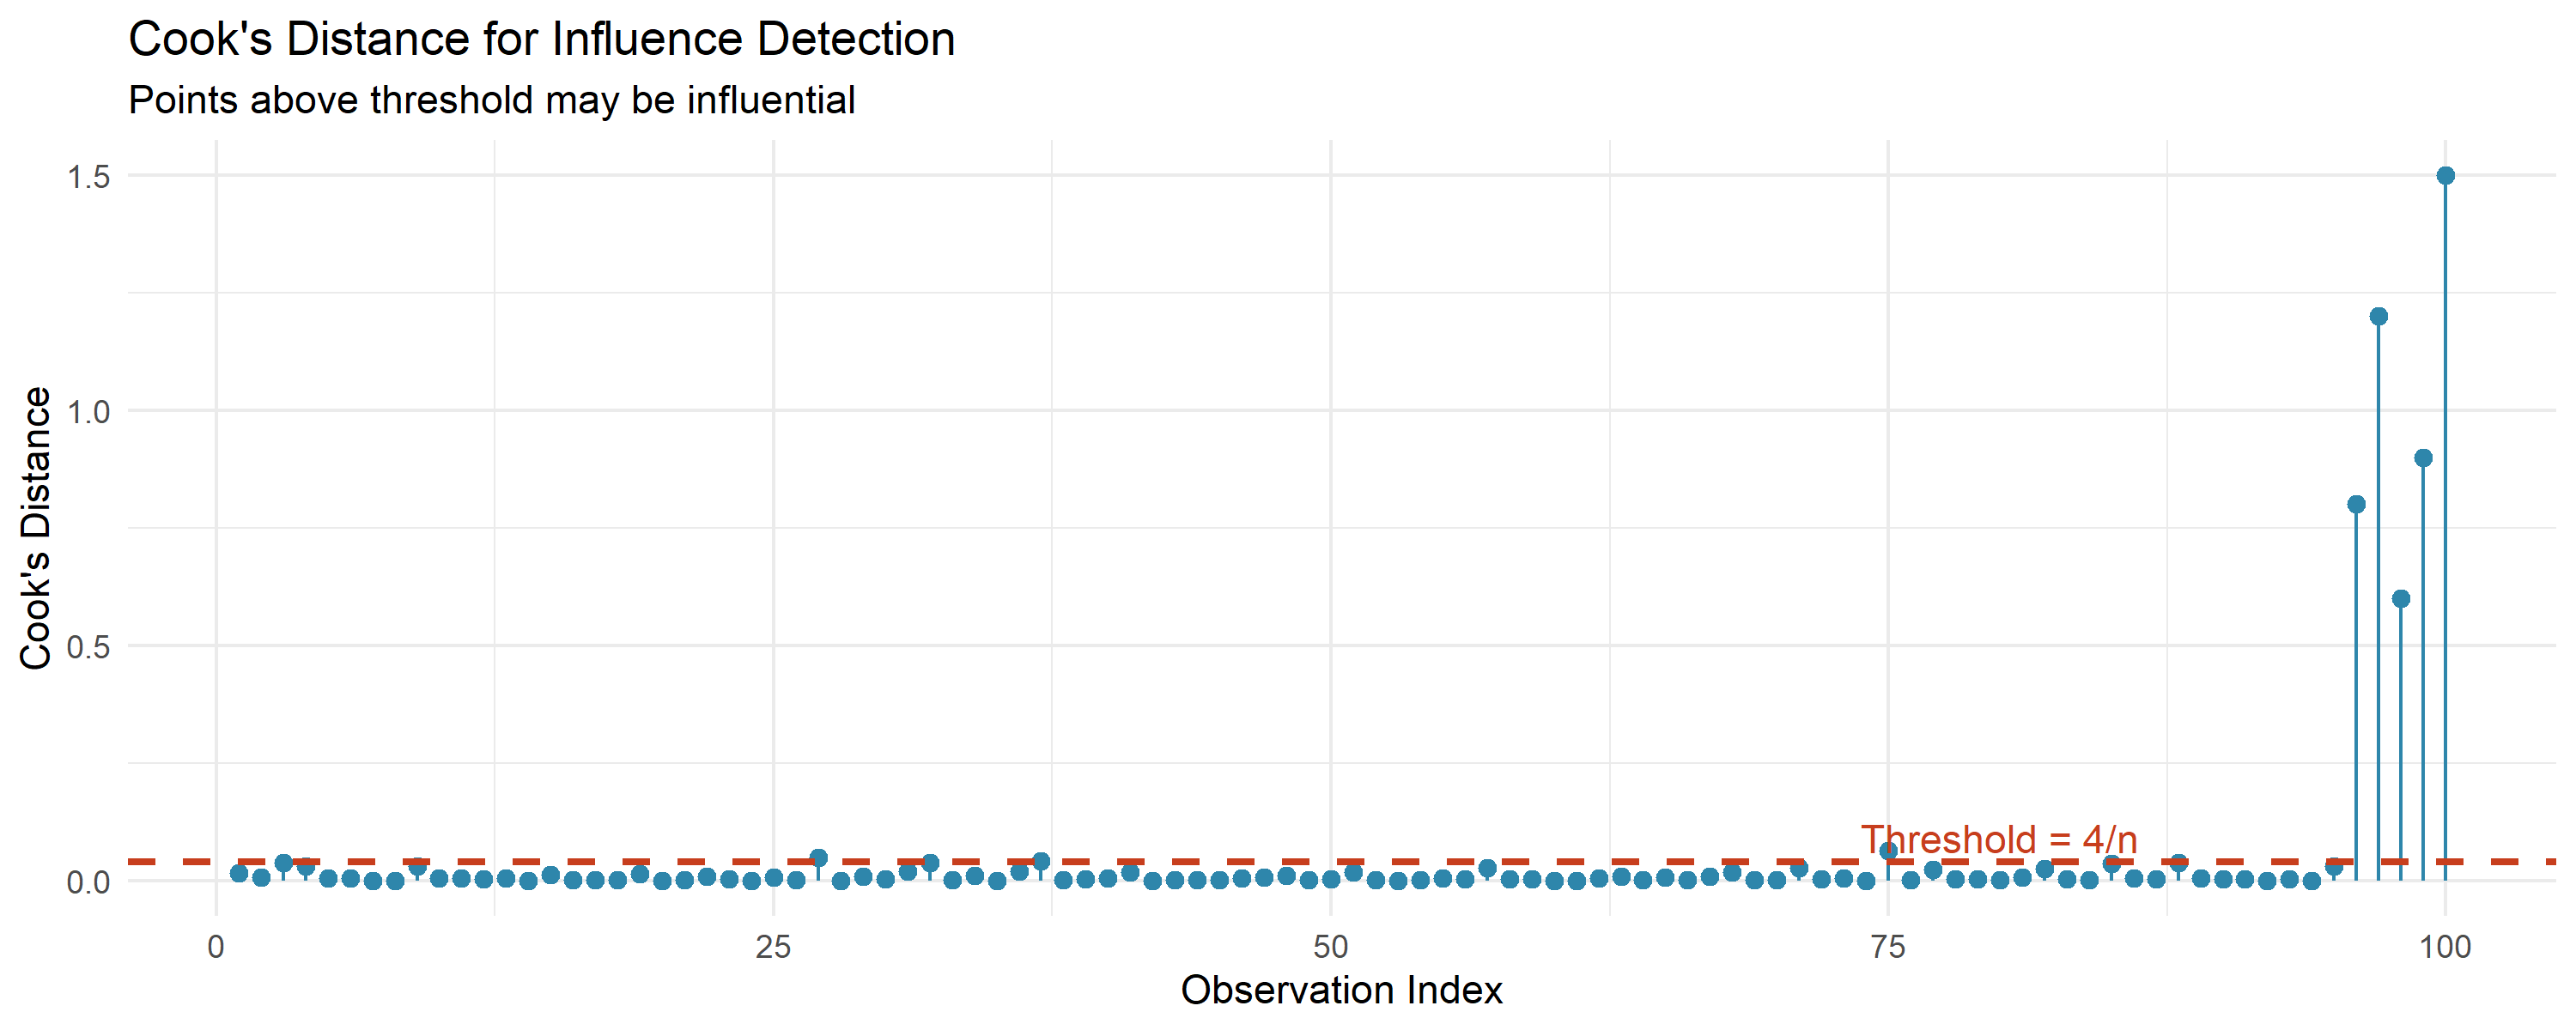 Cook's Distance for Influence Detection
Points above threshold may be influential
1.5
1.0
0.5
0.0
Cook's Distance
Threshold = 4/n
0 25 50 75 100
Observation Index